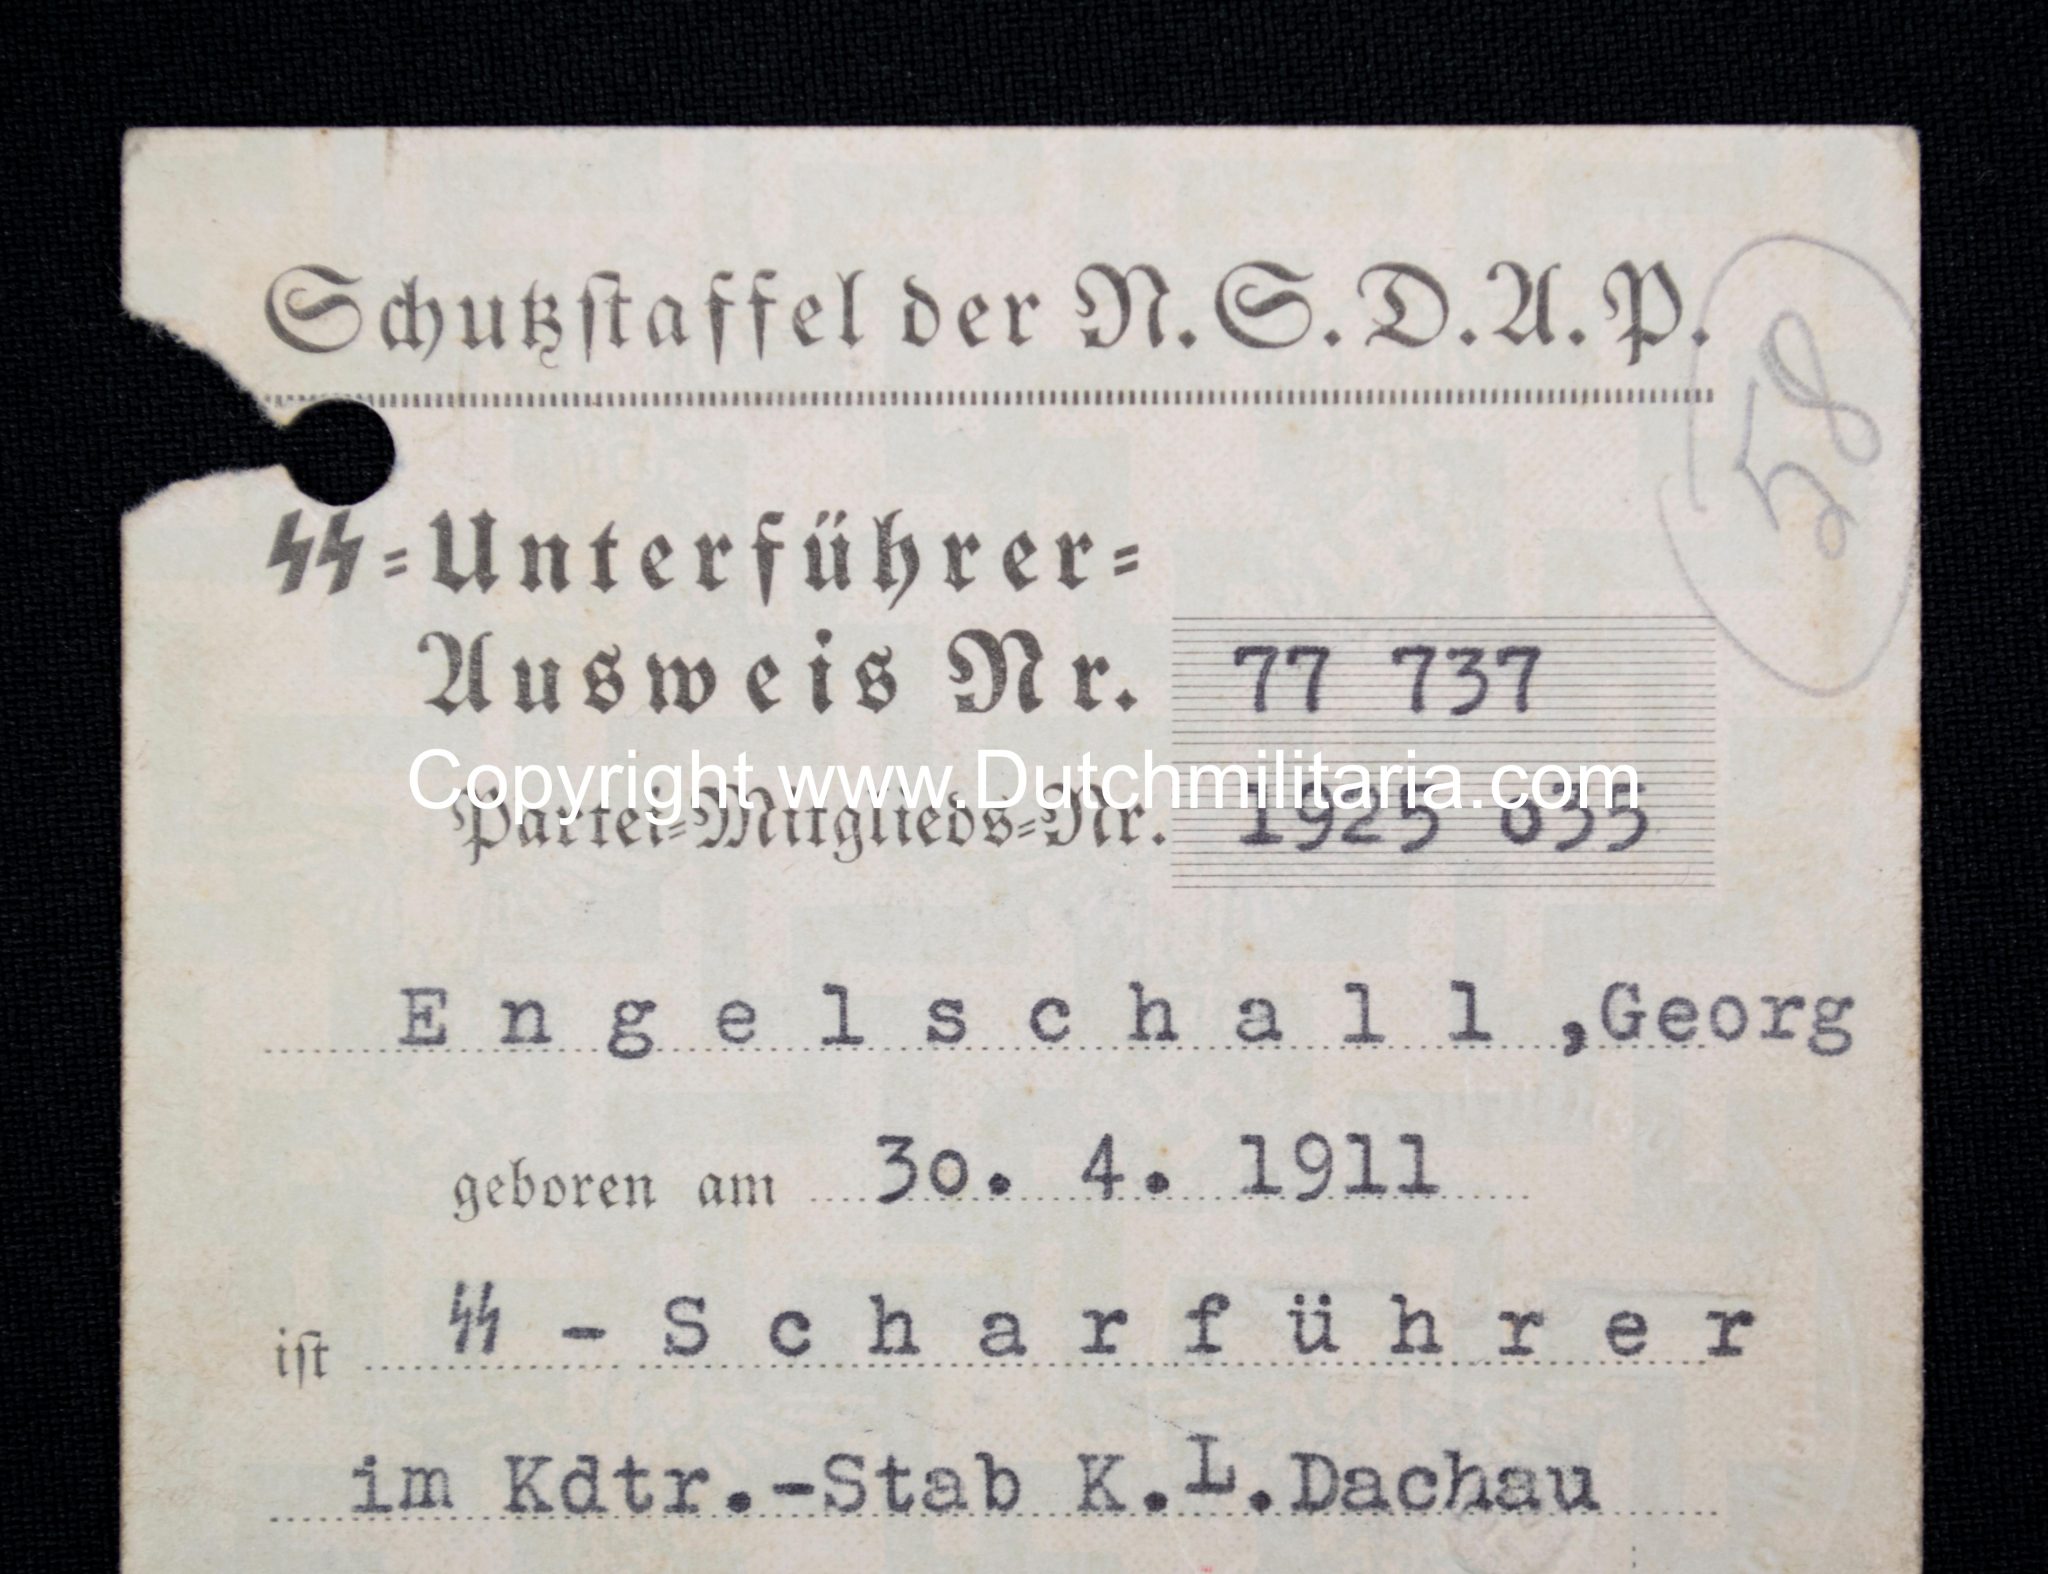 Schutzstaffel der N.S.D.A.P.
58
SS-Unterführer-
Ausweis Nr. 77 737
Copyright www.Dutchmilitaria.com
Partei-Mitglieds-Nr. 1925
Engelschall, Georg
geboren am 30. 4. 1911
ist SS-Scharführer
im Kdtr.-Stab K.L.Dachau